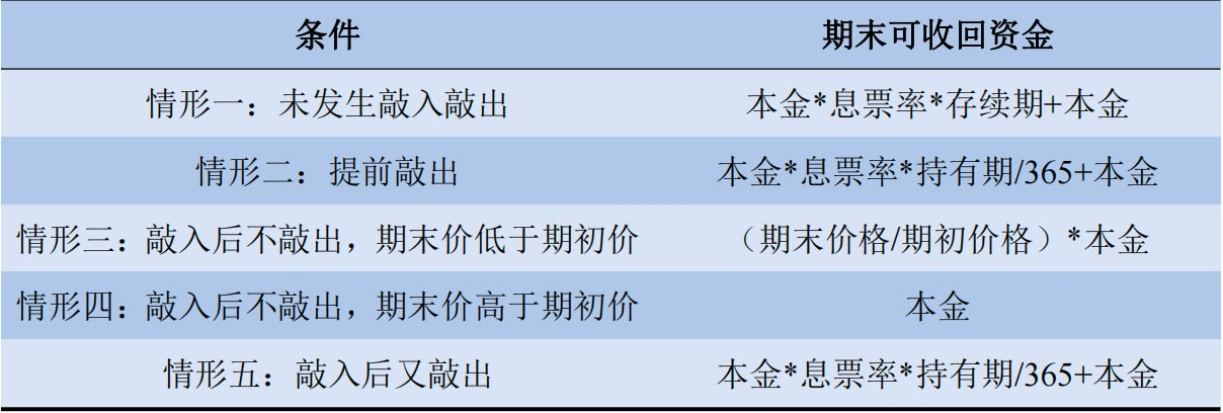 条件 期末可收回资金
情形一：未发生敲入敲出 本金*息票率*存续期+本金
情形二：提前敲出 本金*息票率*持有期/365+本金
情形三：敲入后不敲出，期末价低于期初价 （期末价格/期初价格）*本金
情形四：敲入后不敲出，期末价高于期初价 本金
情形五：敲入后又敲出 本金*息票率*持有期/365+本金